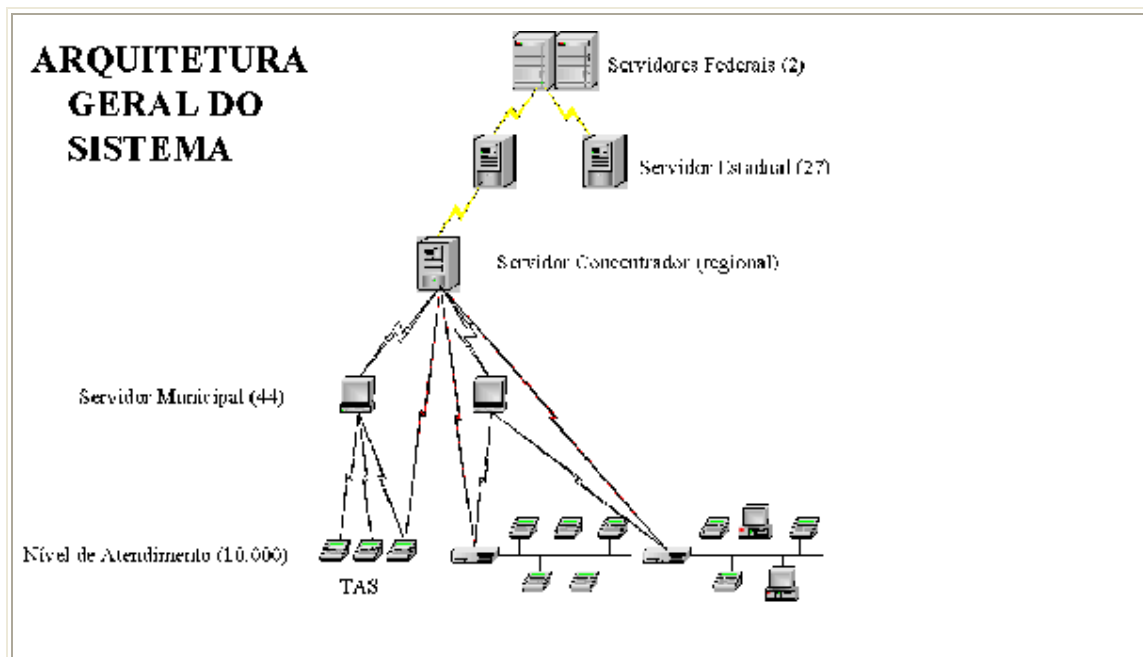 ARQUITETURA
GERAL DO
SISTEMA
Servidores Federais (2)
Servidor Estadual (27)
Servidor Concentrador (regional)
Servidor Municipal (44)
Nível de Atendimento (10.000)
TAS